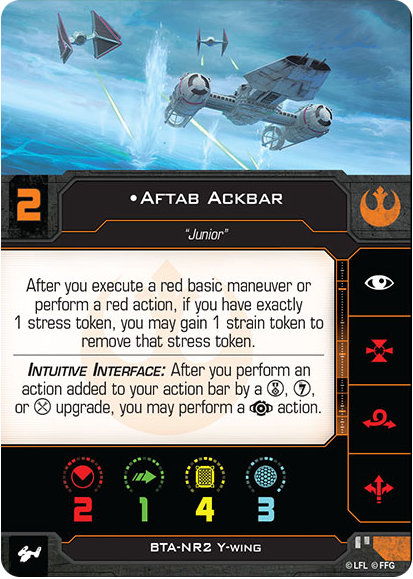 2
•Aftab Ackbar
“Junior”
After you execute a red basic maneuver or
perform a red action, if you have exactly
1 stress token, you may gain 1 strain token to
remove that stress token.
Intuitive Interface: After you perform an
action added to your action bar by a , ,
or upgrade, you may perform a action.
2 1 4 3
BTA-NR2 Y-wing
© LFL © FFG